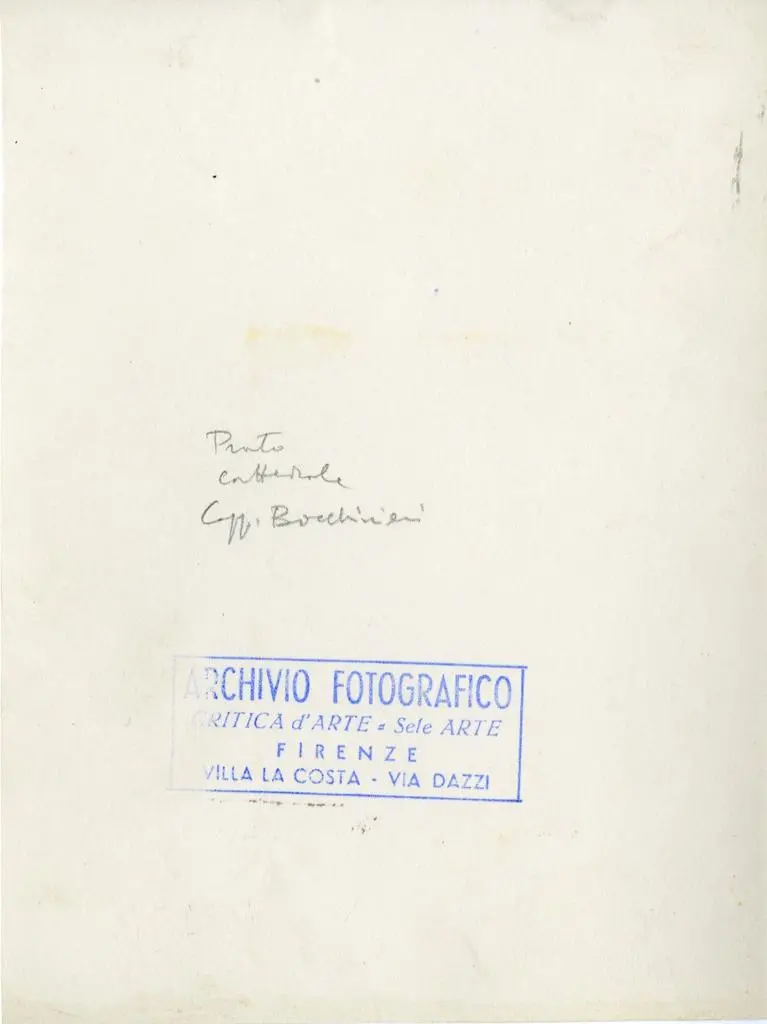 Prato
cattedrale
Capp. Bocchineri
ARCHIVIO FOTOGRAFICO
CRITICA d'ARTE = Sele ARTE
FIRENZE
VILLA LA COSTA - VIA DAZZI